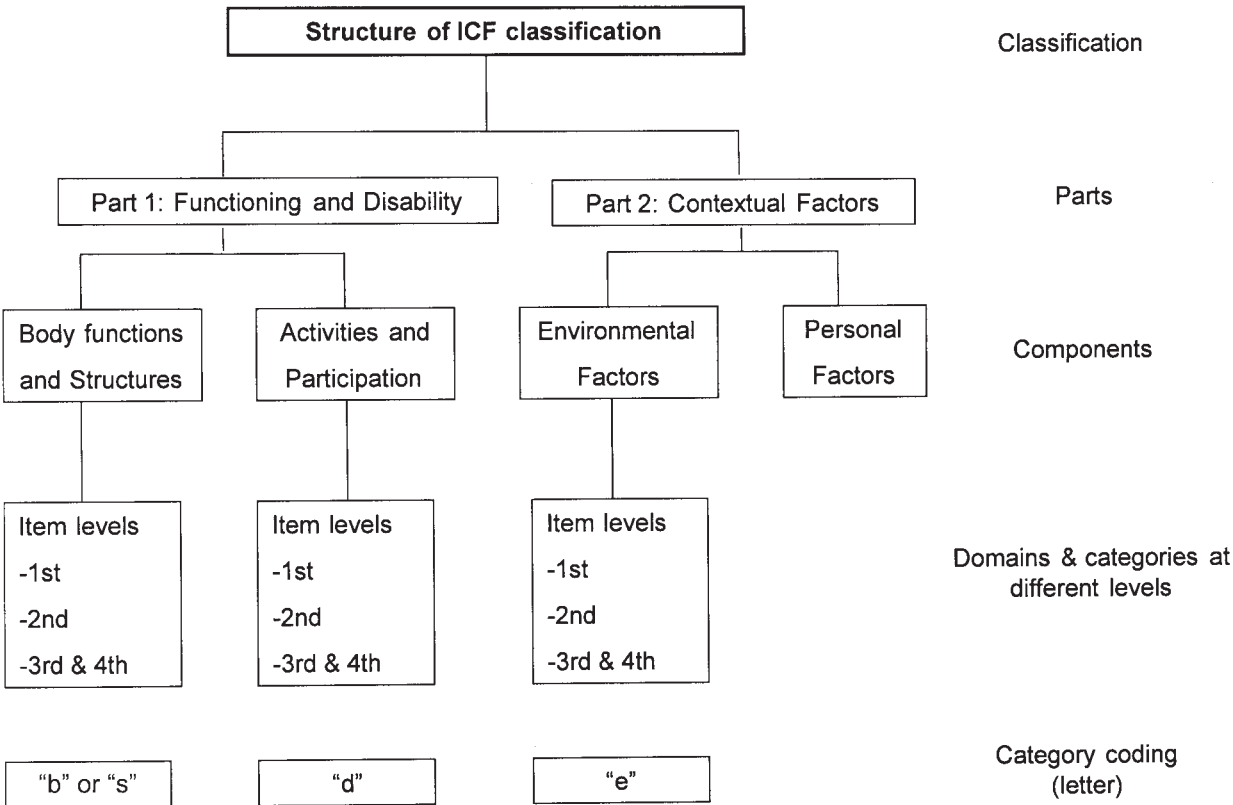 Structure of ICF classification
Classification
Part 1: Functioning and Disability
Part 2: Contextual Factors
Parts
Body functions
and Structures
Activities and
Participation
Environmental
Factors
Personal
Factors
Components
Item levels
-1st
-2nd
-3rd & 4th
Item levels
-1st
-2nd
-3rd & 4th
Item levels
-1st
-2nd
-3rd & 4th
Domains & categories at
different levels
“b” or “s”
“d”
“e”
Category coding
(letter)